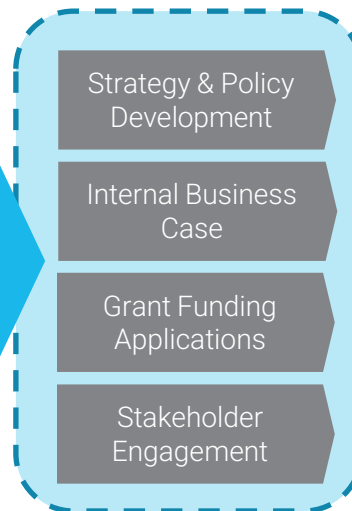 Strategy & Policy
Development
Internal Business
Case
Grant Funding
Applications
Stakeholder
Engagement